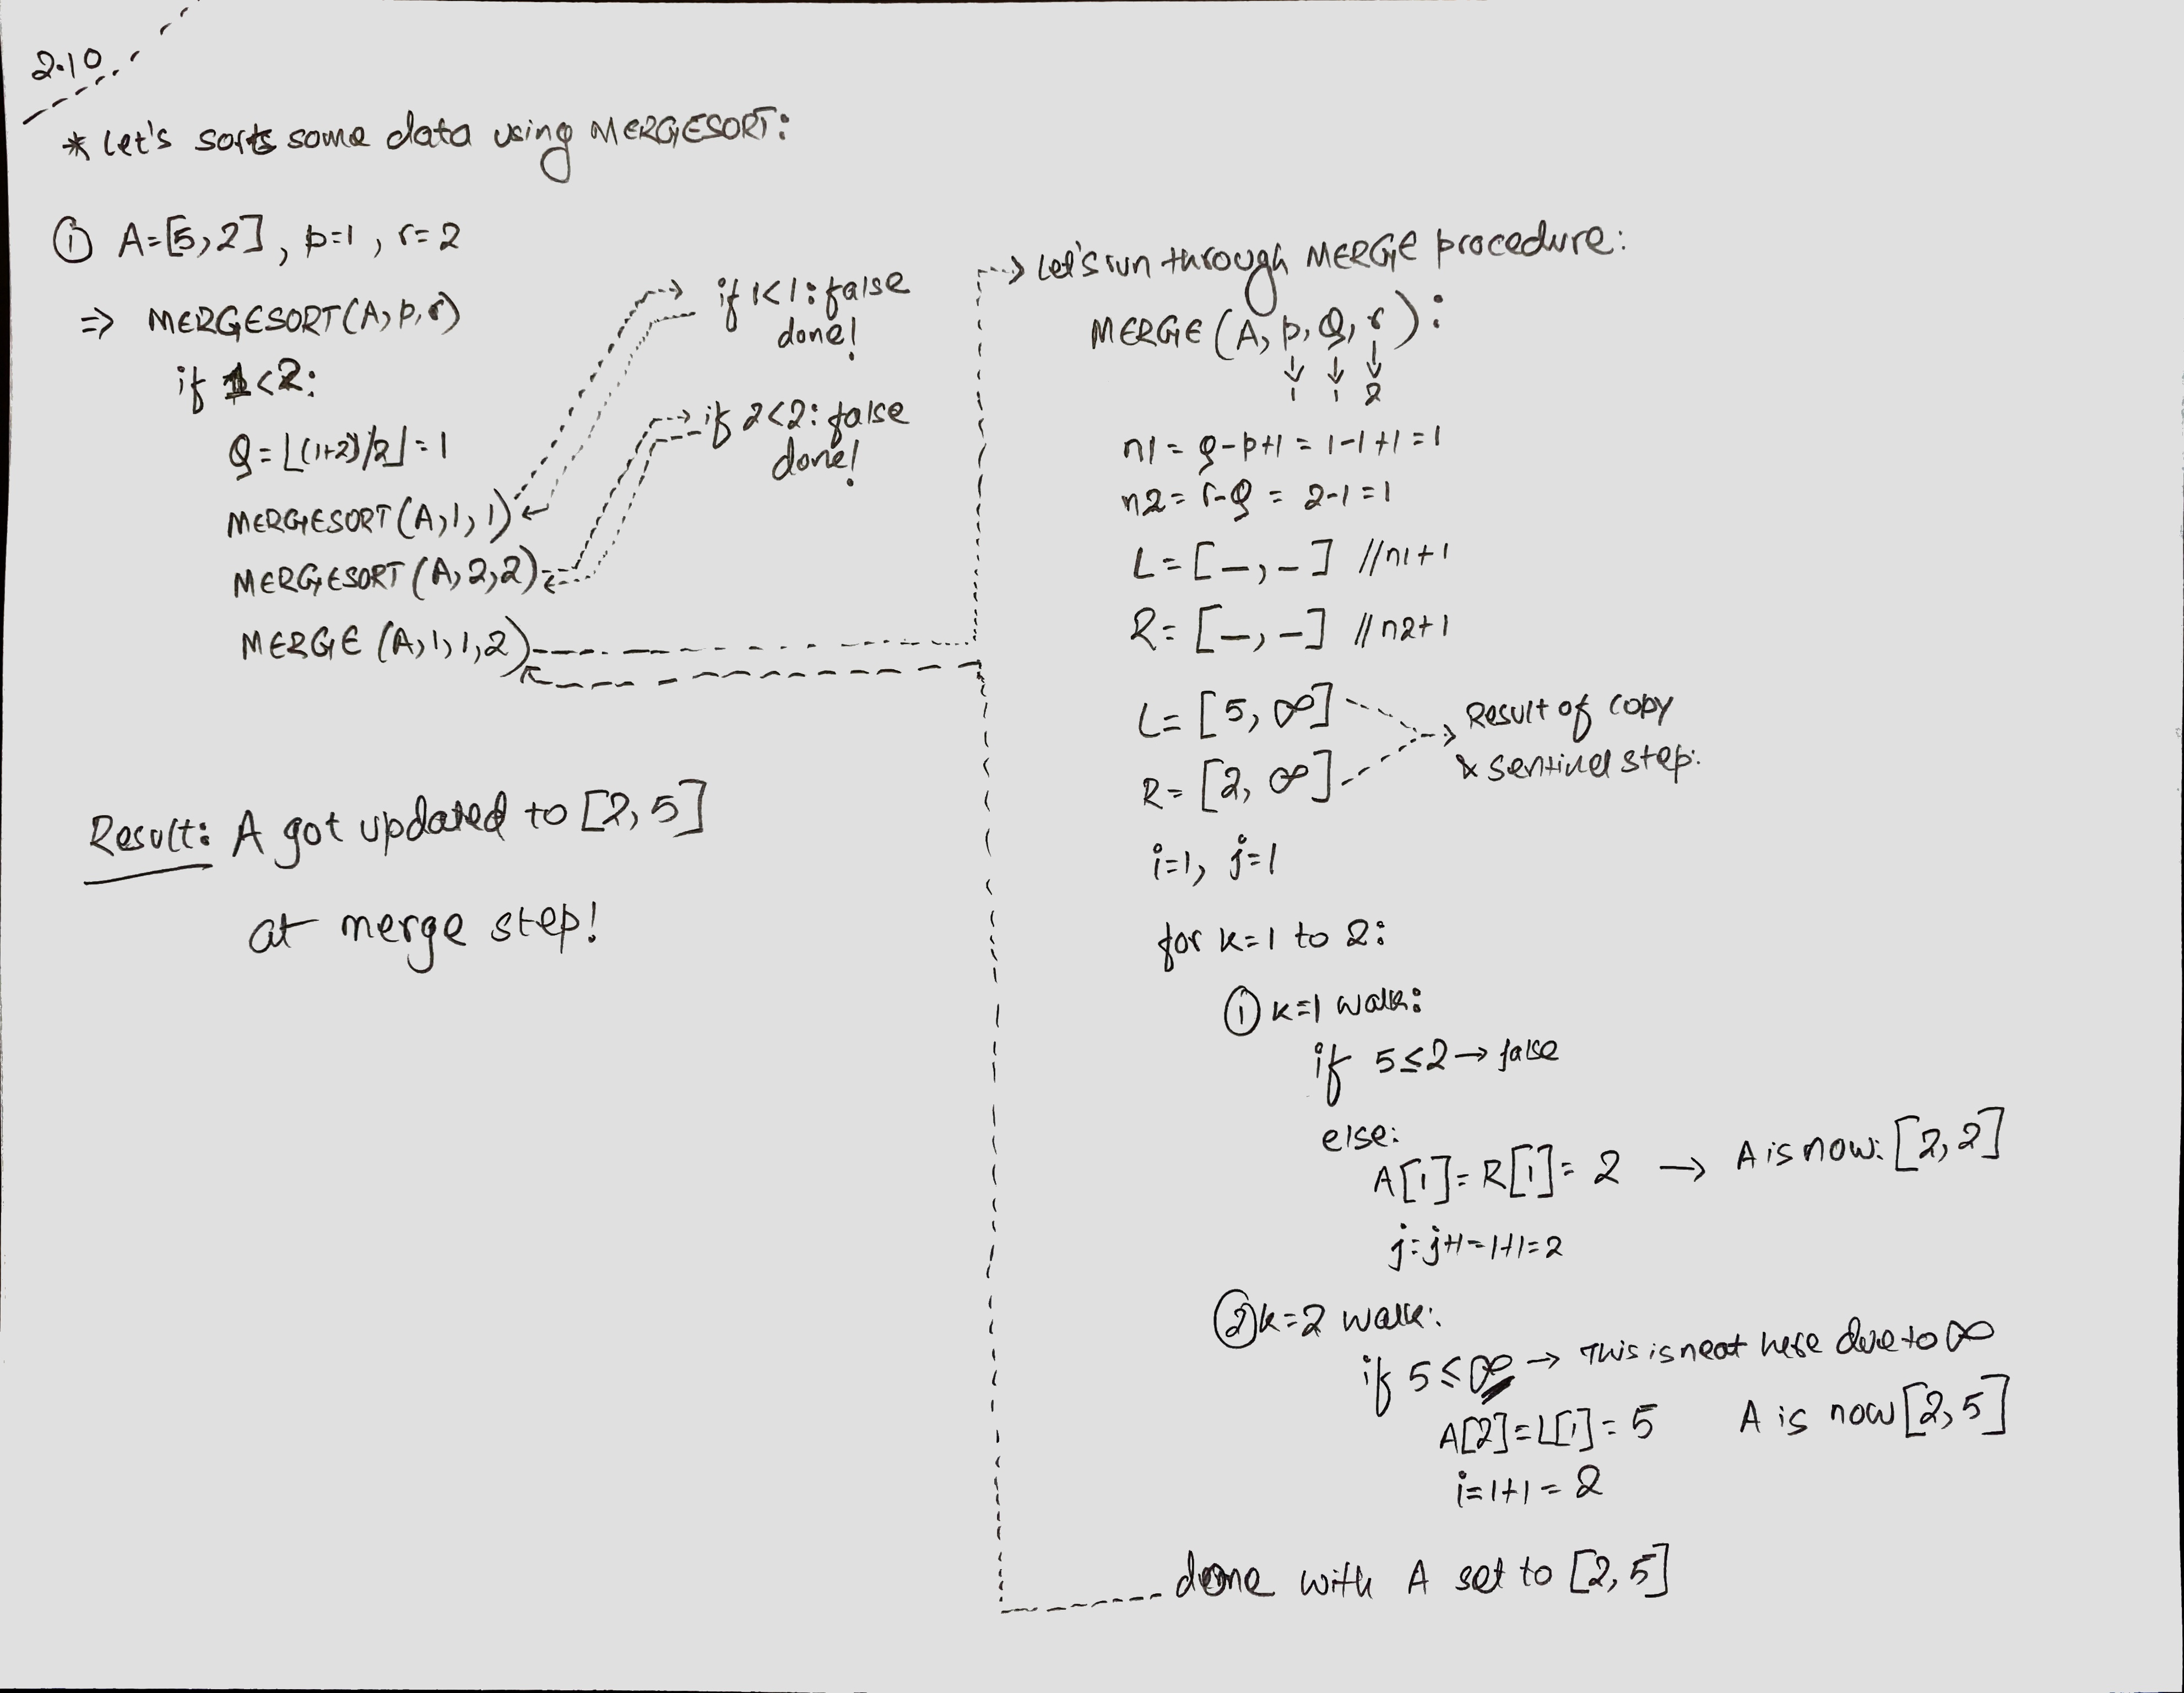 2.10
* Let's sorts some data using MERGESORT:
① A=[5,2], p=1, r=2
⇒ MERGESORT(A,p,r)
if 1<2:
Q=⌊(1+2)/2⌋=1
MERGESORT(A,1,1)
MERGESORT(A,2,2)
MERGE (A,1,1,2)
if 1<1: false
done!
if 2<2: false
done!
Result: A got updated to [2,5]
at merge step!
Let's run through MERGE procedure:
MERGE (A, p, Q, r):
↓ ↓ ↓
1 1 2
n1 = Q-p+1 = 1-1+1 = 1
n2 = r-Q = 2-1 = 1
L=[–,–] //n1+1
R=[–,–] //n2+1
L=[5, ∞]
R=[2, ∞]
Result of copy
& sentinel step.
i=1, j=1
for k=1 to 2:
① k=1 walk:
if 5≤2 → false
else:
A[1]=R[1]= 2 → A is now: [2,2]
j=j+1=1+1=2
② k=2 walk:
if 5≤∞ → This is neat here due to ∞
A[2]=L[1]=5 A is now [2,5]
i=1+1=2
done with A set to [2,5]